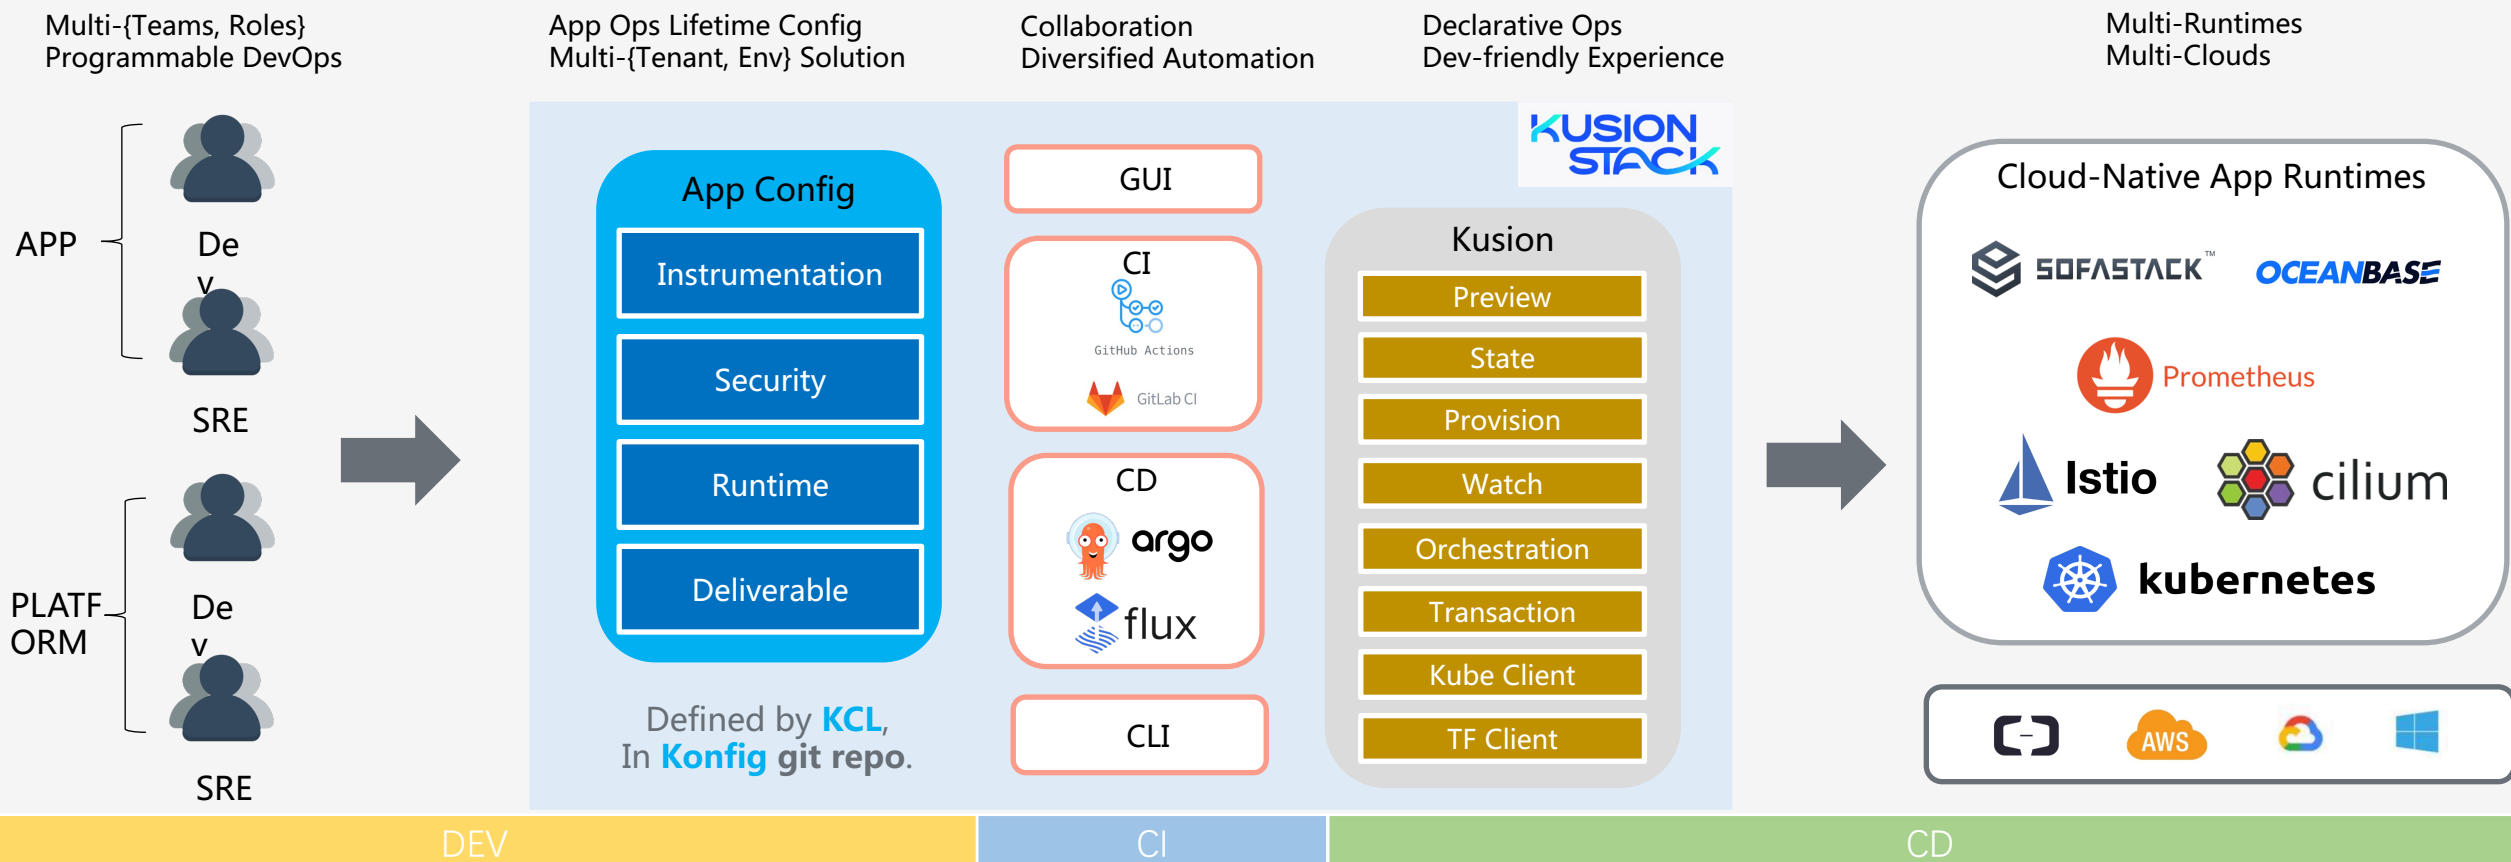 Multi-{Teams, Roles}
Programmable DevOps
App Ops Lifetime Config
Multi-{Tenant, Env} Solution
Collaboration
Diversified Automation
Declarative Ops
Dev-friendly Experience
Multi-Runtimes
Multi-Clouds
APP
De
v
SRE
PLATF
ORM
De
v
SRE
App Config
Instrumentation
Security
Runtime
Deliverable
Defined by KCL,
In Konfig git repo.
GUI
CI
GitHub Actions
GitLab CI
CD
argo
flux
CLI
KUSION
STACK
Kusion
Preview
State
Provision
Watch
Orchestration
Transaction
Kube Client
TF Client
Cloud-Native App Runtimes
SOFASTACK™
OCEANBASE
Prometheus
Istio
cilium
kubernetes
AWS
DEV
CI
CD